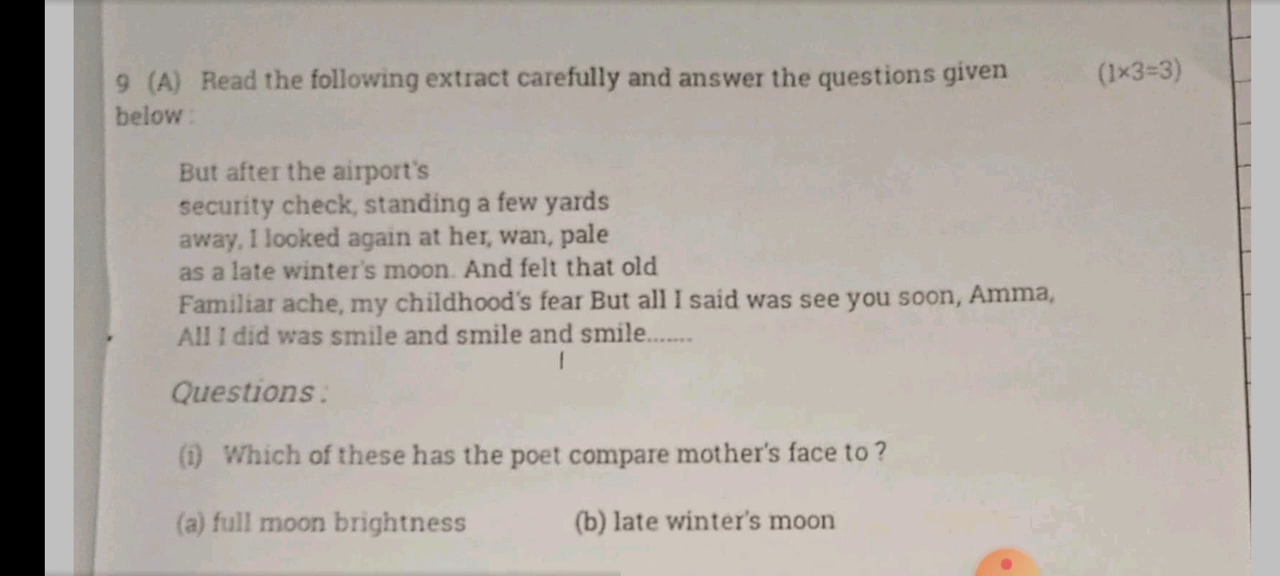 9 (A) Read the following extract carefully and answer the questions given (1×3=3)
below :
But after the airport's
security check, standing a few yards
away, I looked again at her, wan, pale
as a late winter's moon. And felt that old
Familiar ache, my childhood's fear But all I said was see you soon, Amma,
All I did was smile and smile and smile.......
Questions :
(i) Which of these has the poet compare mother's face to ?
(a) full moon brightness (b) late winter's moon